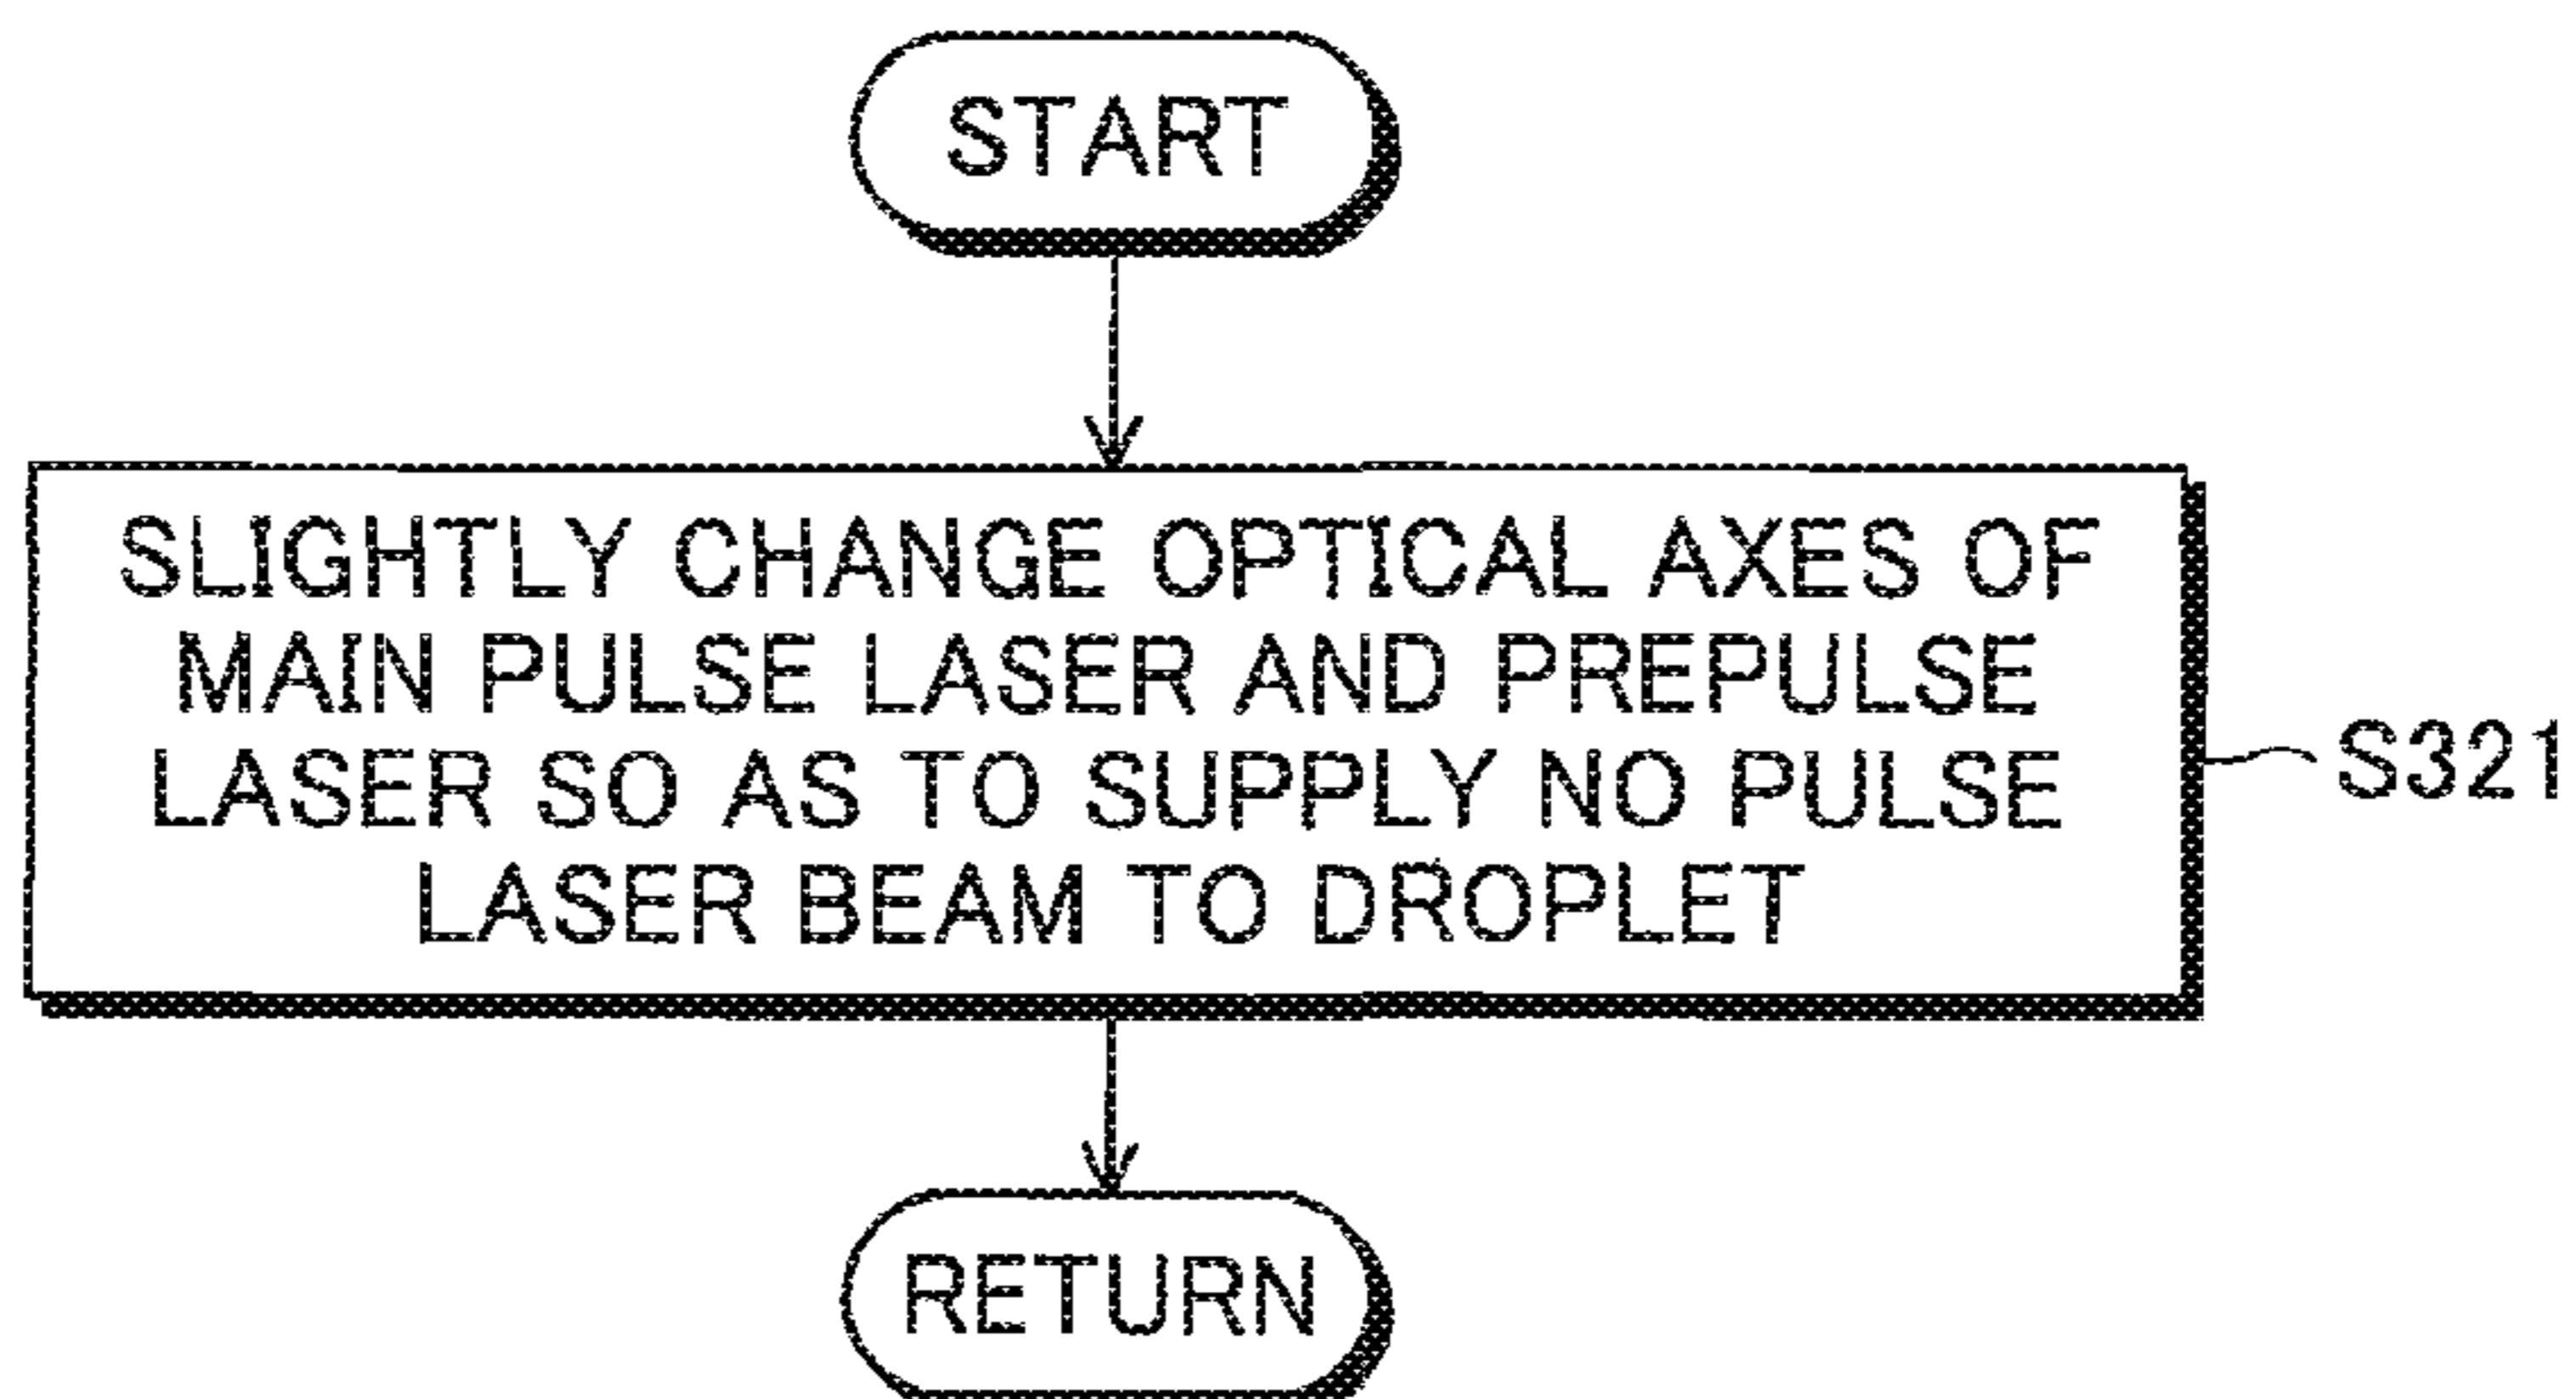 START
SLIGHTLY CHANGE OPTICAL AXES OF
MAIN PULSE LASER AND PREPULSE
LASER SO AS TO SUPPLY NO PULSE
LASER BEAM TO DROPLET
S321
RETURN